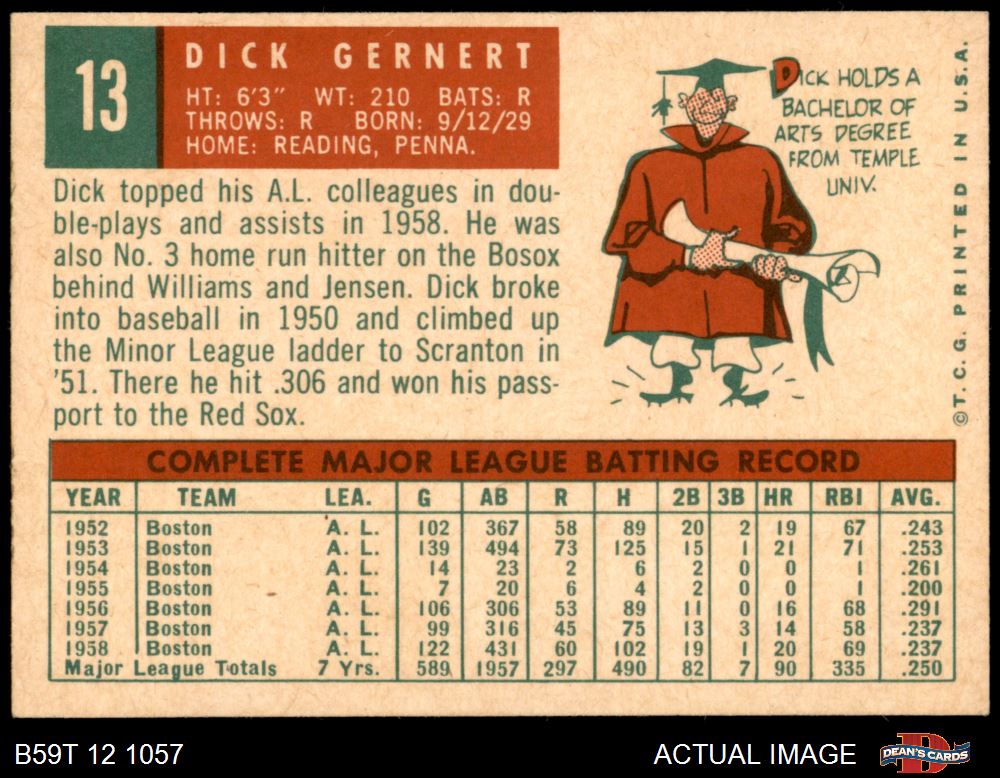 13
DICK GERNERT
HT: 6'3" WT: 210 BATS: R
THROWS: R BORN: 9/12/29
HOME: READING, PENNA.
Dick topped his A.L. colleagues in dou-
ble-plays and assists in 1958. He was
also No. 3 home run hitter on the Bosox
behind Williams and Jensen. Dick broke
into baseball in 1950 and climbed up
the Minor League ladder to Scranton in
'51. There he hit .306 and won his pass-
port to the Red Sox.
DICK HOLDS A
BACHELOR OF
ARTS DEGREE
FROM TEMPLE
UNIV.
©T. C. G. PRINTED IN U.S.A.
COMPLETE MAJOR LEAGUE BATTING RECORD
YEAR TEAM LEA. G AB R H 2B 3B HR RBI AVG.
1952 Boston A. L. 102 367 58 89 20 2 19 67 .243
1953 Boston A. L. 139 494 73 125 15 1 21 71 .253
1954 Boston A. L. 14 23 2 6 2 0 0 1 .261
1955 Boston A. L. 7 20 6 4 2 0 0 1 .200
1956 Boston A. L. 106 306 53 89 11 0 16 68 .291
1957 Boston A. L. 99 316 45 75 13 3 14 58 .237
1958 Boston A. L. 122 431 60 102 19 1 20 69 .237
Major League Totals 7 Yrs. 589 1957 297 490 82 7 90 335 .250
B59T 12 1057
ACTUAL IMAGE
DEAN'S CARDS